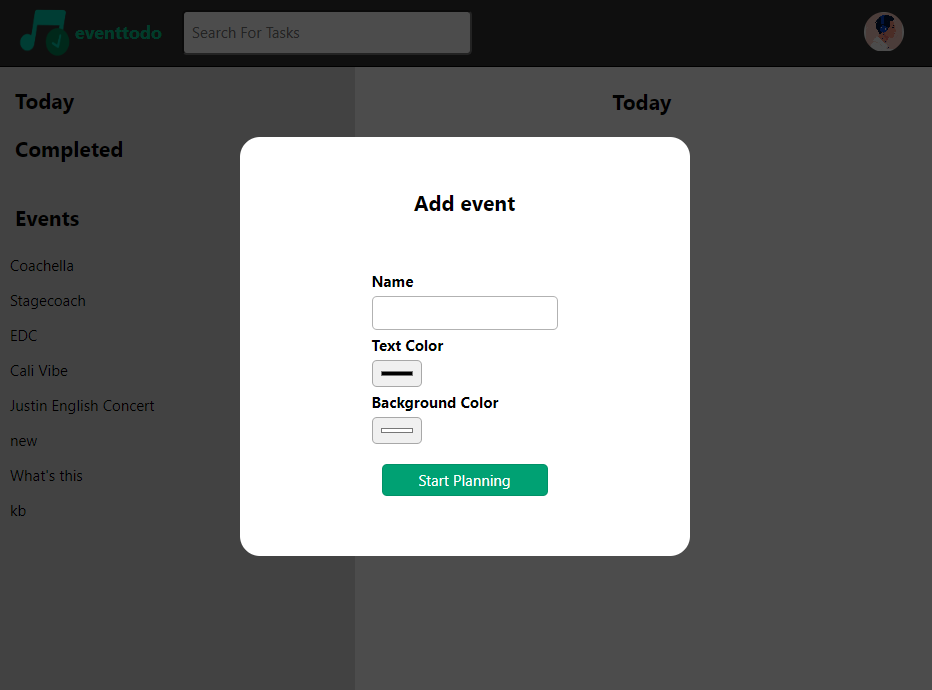 eventtodo
Search For Tasks
Today
Completed
Events
Coachella
Stagecoach
EDC
Cali Vibe
Justin English Concert
new
What's this
kb
Today
Add event
Name
Text Color
Background Color
Start Planning